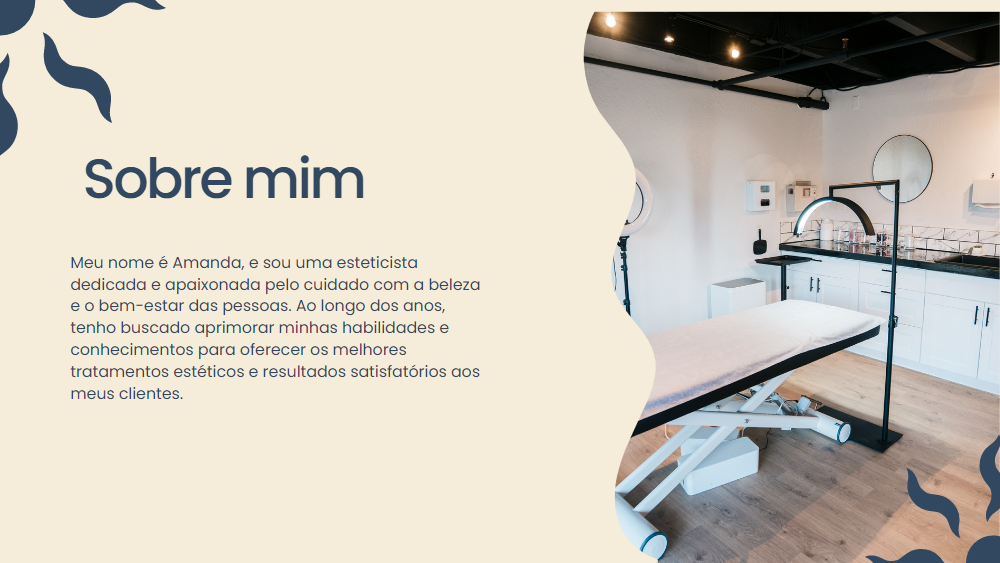 Sobre mim
Meu nome é Amanda, e sou uma esteticista
dedicada e apaixonada pelo cuidado com a beleza
e o bem-estar das pessoas. Ao longo dos anos,
tenho buscado aprimorar minhas habilidades e
conhecimentos para oferecer os melhores
tratamentos estéticos e resultados satisfatórios aos
meus clientes.